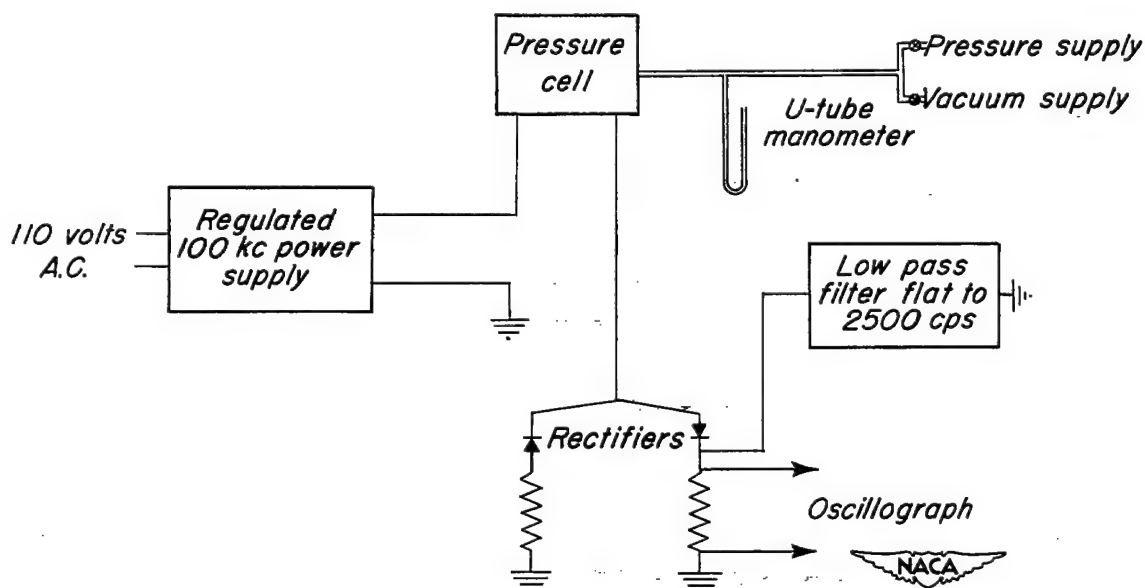 Pressure
cell
Pressure supply
Vacuum supply
U-tube
manometer
110 volts
A.C.
Regulated
100 kc power
supply
Low pass
filter flat to
2500 cps
Rectifiers
Oscillograph
NACA